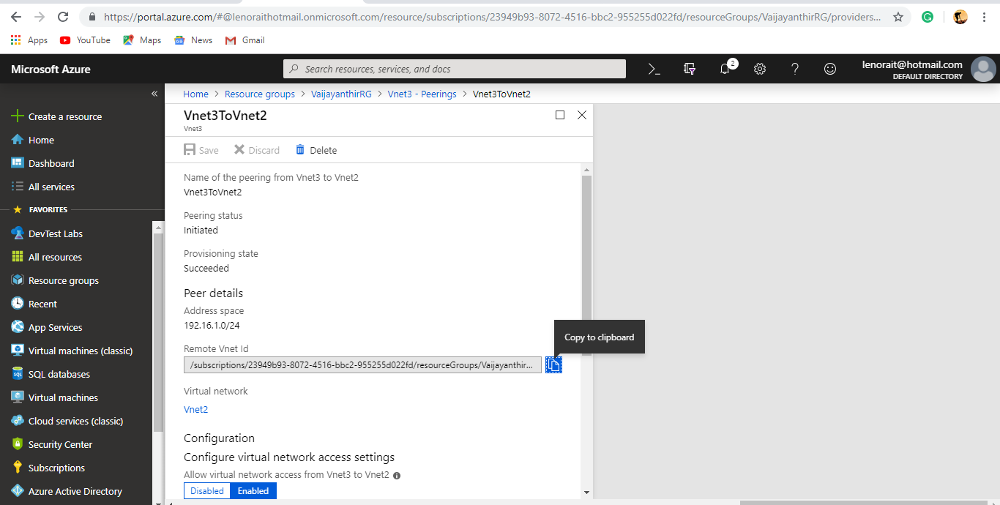 https://portal.azure.com/#@lenoraithotmail.onmicrosoft.com/resource/subscriptions/23949b93-8072-4516-bbc2-955255d022fd/resourceGroups/VaijayanthirRG/providers...
Apps YouTube Maps News Gmail
Microsoft Azure
Search resources, services, and docs
2
lenorait@hotmail.com
DEFAULT DIRECTORY
Create a resource
Home
Dashboard
All services
FAVORITES
DevTest Labs
All resources
Resource groups
Recent
App Services
Virtual machines (classic)
SQL databases
Virtual machines
Cloud services (classic)
Security Center
Subscriptions
Azure Active Directory
Home > Resource groups > VaijayanthirRG > Vnet3 - Peerings > Vnet3ToVnet2
Vnet3ToVnet2
Vnet3
Save Discard Delete
Name of the peering from Vnet3 to Vnet2
Vnet3ToVnet2
Peering status
Initiated
Provisioning state
Succeeded
Peer details
Address space
192.16.1.0/24
Remote Vnet Id
/subscriptions/23949b93-8072-4516-bbc2-955255d022fd/resourceGroups/Vaijayanthir...
Copy to clipboard
Virtual network
Vnet2
Configuration
Configure virtual network access settings
Allow virtual network access from Vnet3 to Vnet2
Disabled Enabled